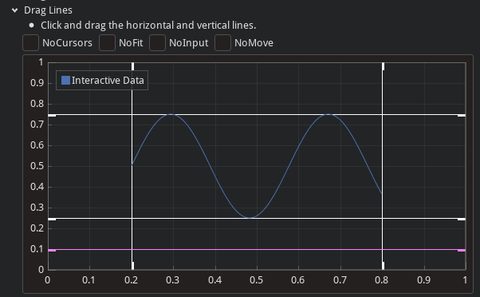 Drag Lines
Click and drag the horizontal and vertical lines.
NoCursors NoFit NoInput NoMove
1
Interactive Data
0.9
0.8
0.7
0.6
0.5
0.4
0.3
0.2
0.1
0
0 0.1 0.2 0.3 0.4 0.5 0.6 0.7 0.8 0.9 1